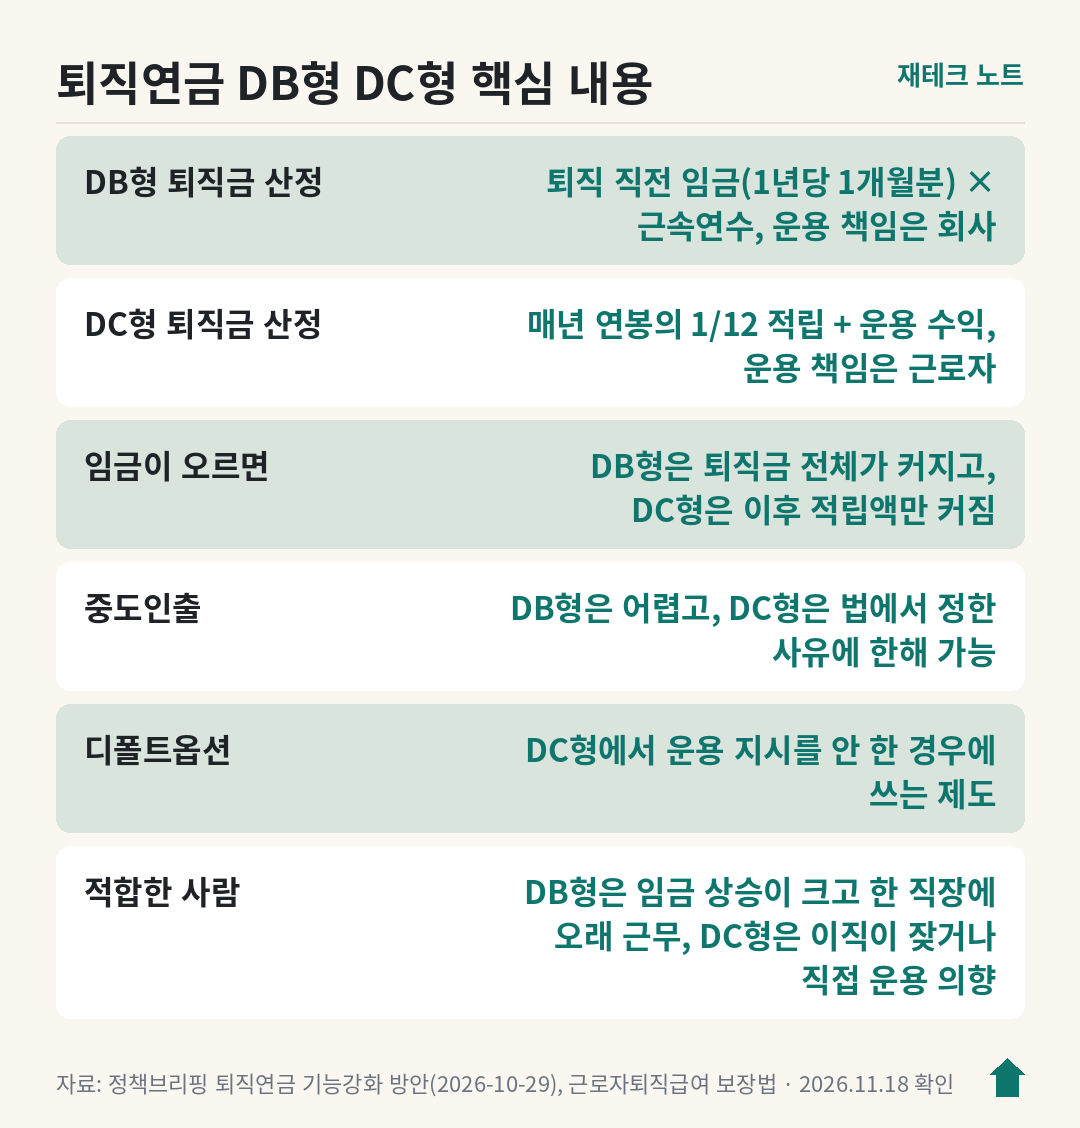 퇴직연금 DB형 DC형 핵심 내용
재테크 노트
DB형 퇴직금 산정
퇴직 직전 임금(1년당 1개월분) ×
근속연수, 운용 책임은 회사
DC형 퇴직금 산정
매년 연봉의 1/12 적립 + 운용 수익,
운용 책임은 근로자
임금이 오르면
DB형은 퇴직금 전체가 커지고,
DC형은 이후 적립액만 커짐
중도인출
DB형은 어렵고, DC형은 법에서 정한
사유에 한해 가능
디폴트옵션
DC형에서 운용 지시를 안 한 경우에
쓰는 제도
적합한 사람
DB형은 임금 상승이 크고 한 직장에
오래 근무, DC형은 이직이 잦거나
직접 운용 의향
자료: 정책브리핑 퇴직연금 기능강화 방안(2026-10-29), 근로자퇴직급여 보장법 · 2026.11.18 확인